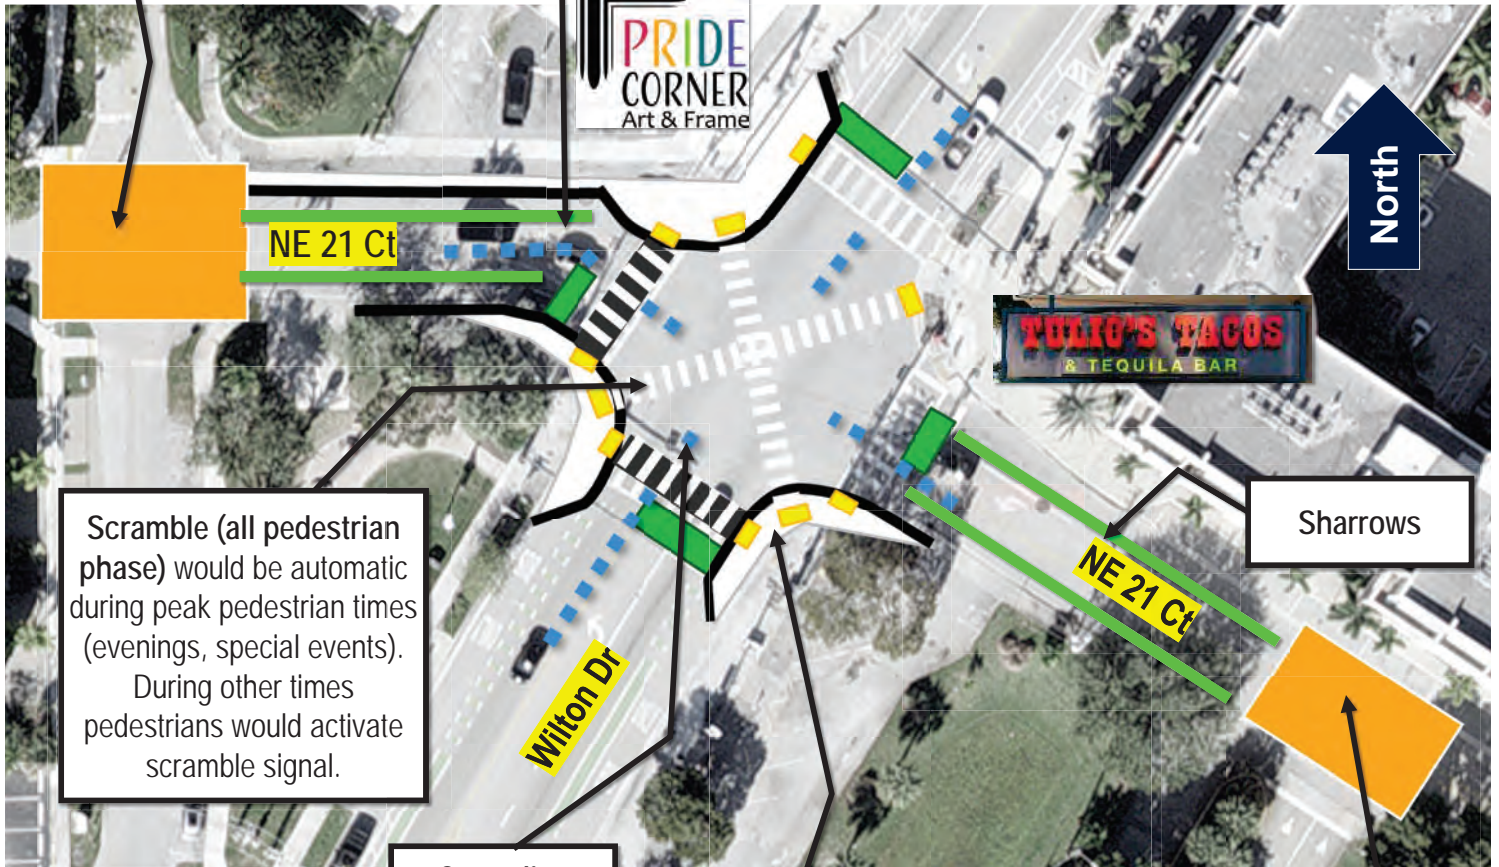 PRIDE
CORNER
Art & Frame
North
NE 21 Ct
TULIO'S TACOS
& TEQUILA BAR
Scramble (all pedestrian
phase) would be automatic
during peak pedestrian times
(evenings, special events).
During other times
pedestrians would activate
scramble signal.
Sharrows
NE 21 Ct
Wilton Dr